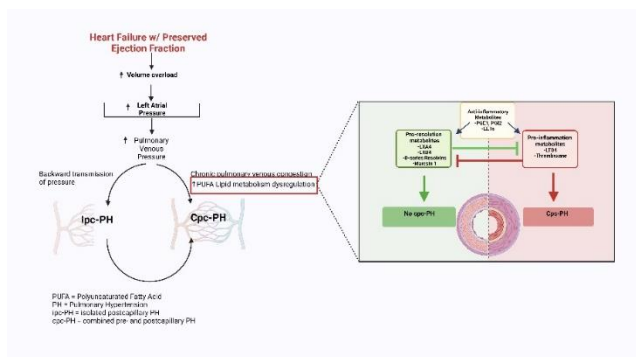 Heart Failure w/ Preserved
Ejection Fraction
↑ Volume overload
↑ Left Atrial
Pressure
↑ Pulmonary
Venous
Pressure
Backward transmission
of pressure
Chronic pulmonary venous congestion
↑PUFA Lipid metabolism dysregulation
Ipc-PH
Cpc-PH
PUFA = Polyunsaturated Fatty Acid
PH = Pulmonary Hypertension
ipc-PH = isolated postcapillary PH
cpc-PH = combined pre- and postcapillary PH
Anti-inflammatory
Metabolites
Pro-resolution
metabolites
-LXA4
-D-series Resolvins
-Maresin 1
Pro-inflammation
metabolites
-Thromboxane
No cpc-PH
Cpc-PH